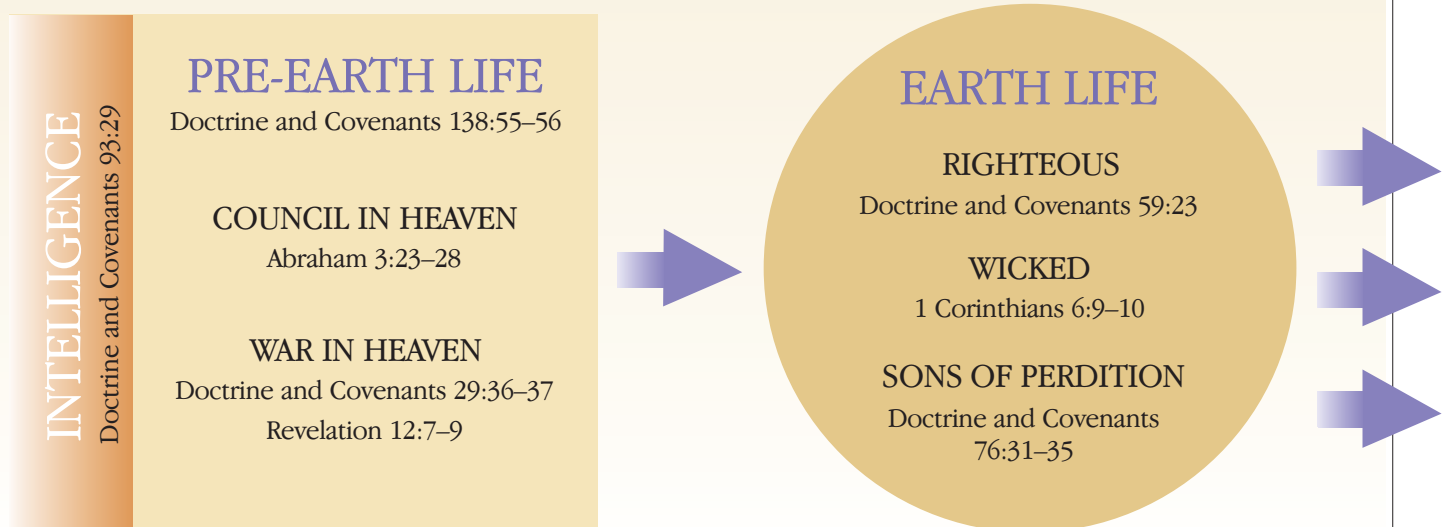 INTELLIGENCE
Doctrine and Covenants 93:29
PRE-EARTH LIFE
Doctrine and Covenants 138:55–56
COUNCIL IN HEAVEN
Abraham 3:23–28
WAR IN HEAVEN
Doctrine and Covenants 29:36–37
Revelation 12:7–9
EARTH LIFE
RIGHTEOUS
Doctrine and Covenants 59:23
WICKED
1 Corinthians 6:9–10
SONS OF PERDITION
Doctrine and Covenants
76:31–35